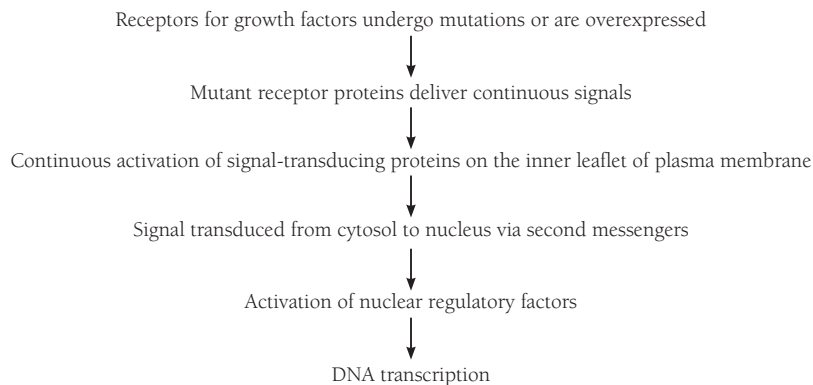 Receptors for growth factors undergo mutations or are overexpressed
Mutant receptor proteins deliver continuous signals
Continuous activation of signal-transducing proteins on the inner leaflet of plasma membrane
Signal transduced from cytosol to nucleus via second messengers
Activation of nuclear regulatory factors
DNA transcription